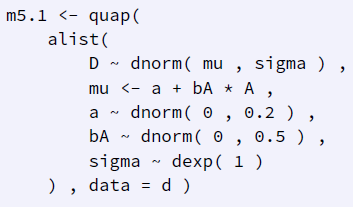 m5.1 <- quap(
    alist(
        D ~ dnorm( mu , sigma ) ,
        mu <- a + bA * A ,
        a ~ dnorm( 0 , 0.2 ) ,
        bA ~ dnorm( 0 , 0.5 ) ,
        sigma ~ dexp( 1 )
    ) , data = d )